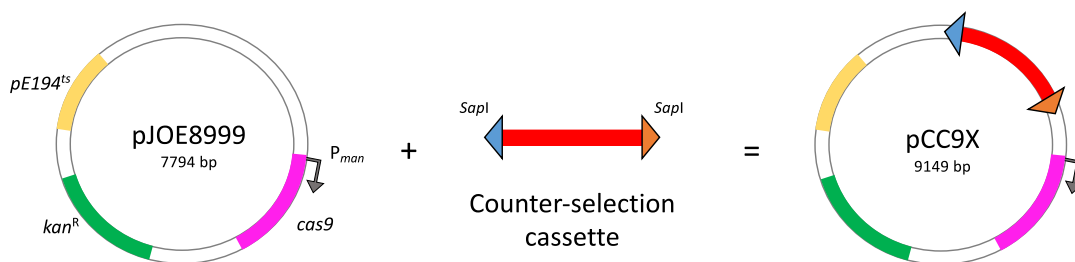 pE194ts
pJOE8999
7794 bp
Pman
kanR
cas9
+
SapI
SapI
Counter-selection
cassette
=
pCC9X
9149 bp